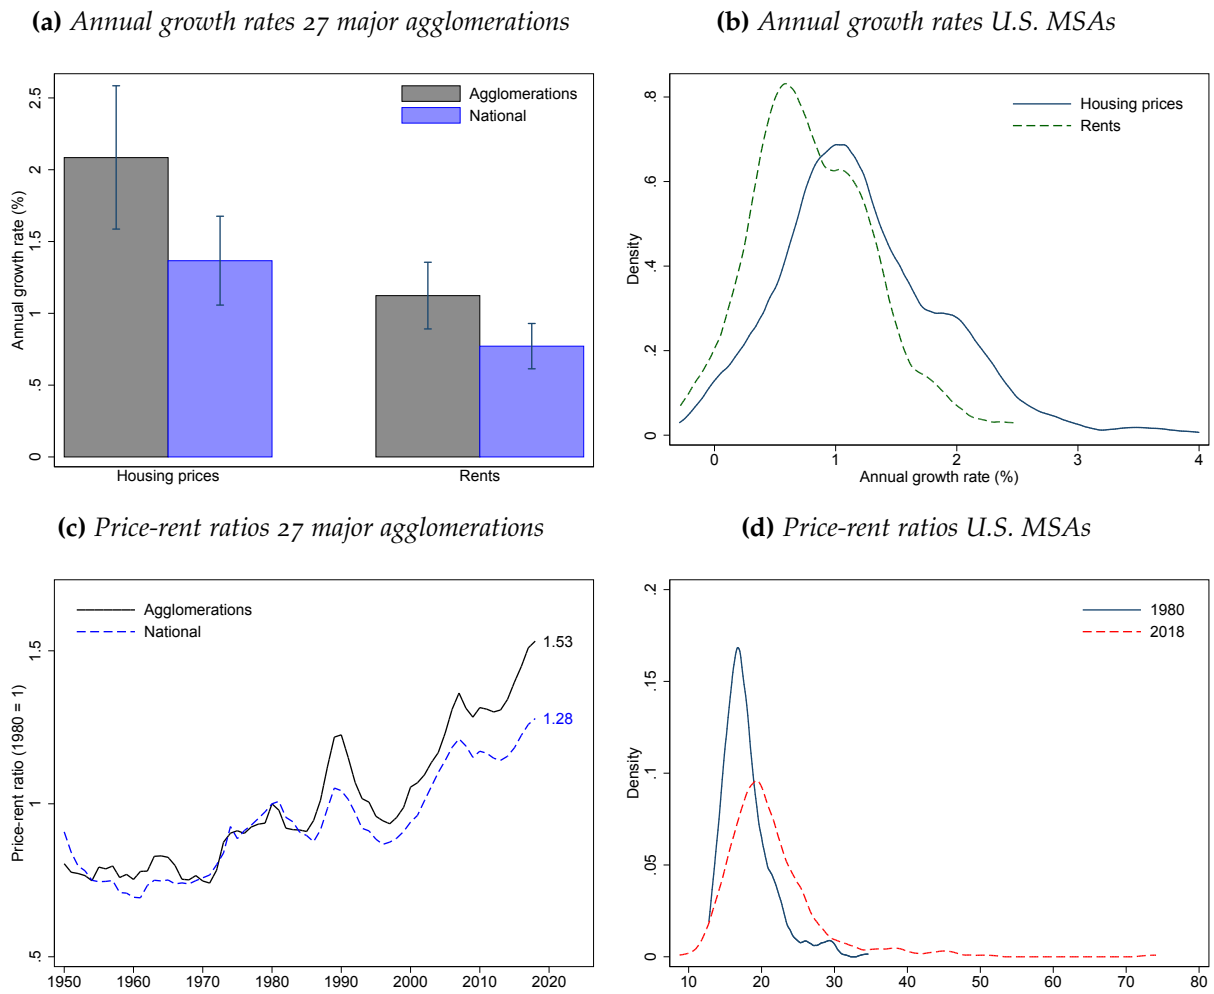 (a) Annual growth rates 27 major agglomerations
Annual growth rate (%)
2.5
2
1.5
1
.5
0
Agglomerations
National
Housing prices
Rents
(b) Annual growth rates U.S. MSAs
Density
.8
.6
.4
.2
0
Housing prices
Rents
0 1 2 3 4
Annual growth rate (%)
(c) Price-rent ratios 27 major agglomerations
Price-rent ratio (1980 = 1)
1.5
1
.5
Agglomerations
National
1.53
1.28
1950 1960 1970 1980 1990 2000 2010 2020
(d) Price-rent ratios U.S. MSAs
Density
.2
.15
.1
.05
0
1980
2018
10 20 30 40 50 60 70 80